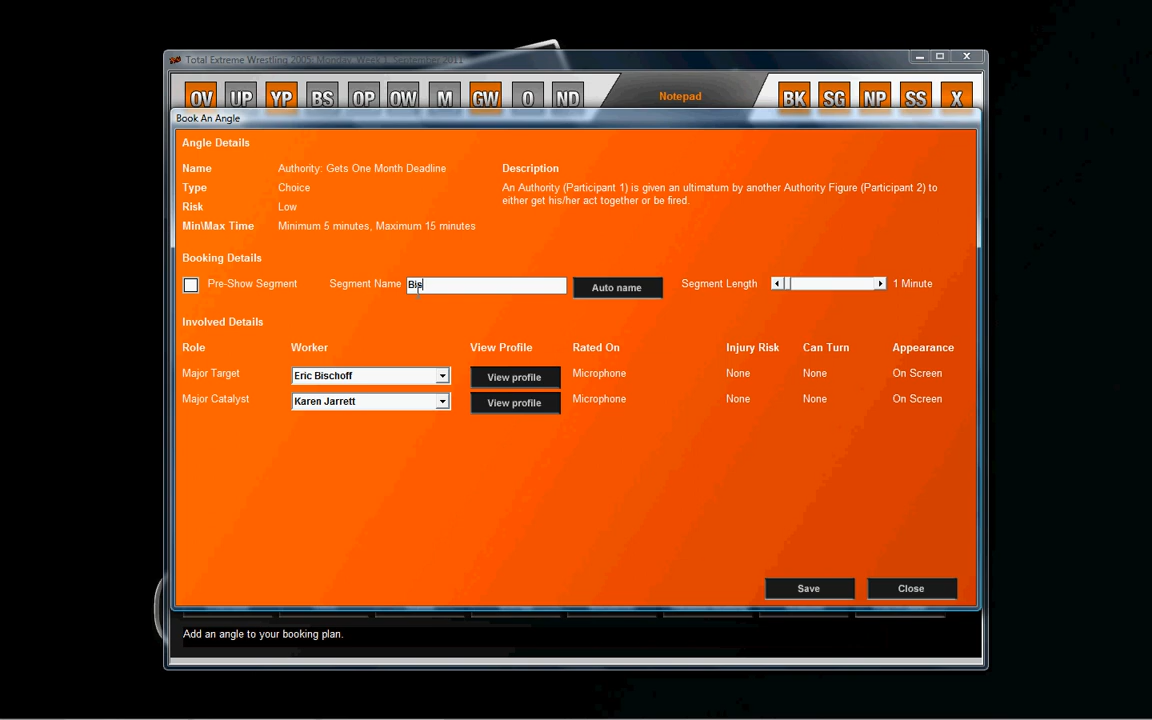 Total Extreme Wrestling 2005: Monday, Week 1, September 2011
OV UP YP BS OP OW M GW O ND Notepad BK SG NP SS X
Book An Angle
Angle Details
Name Authority: Gets One Month Deadline Description
Type Choice An Authority (Participant 1) is given an ultimatum by another Authority Figure (Participant 2) to
either get his/her act together or be fired.
Risk Low
Min\Max Time Minimum 5 minutes, Maximum 15 minutes
Booking Details
Pre-Show Segment Segment Name Bis Auto name Segment Length 1 Minute
Involved Details
Role Worker View Profile Rated On Injury Risk Can Turn Appearance
Major Target Eric Bischoff View profile Microphone None None On Screen
Major Catalyst Karen Jarrett View profile Microphone None None On Screen
Save Close
Add an angle to your booking plan.